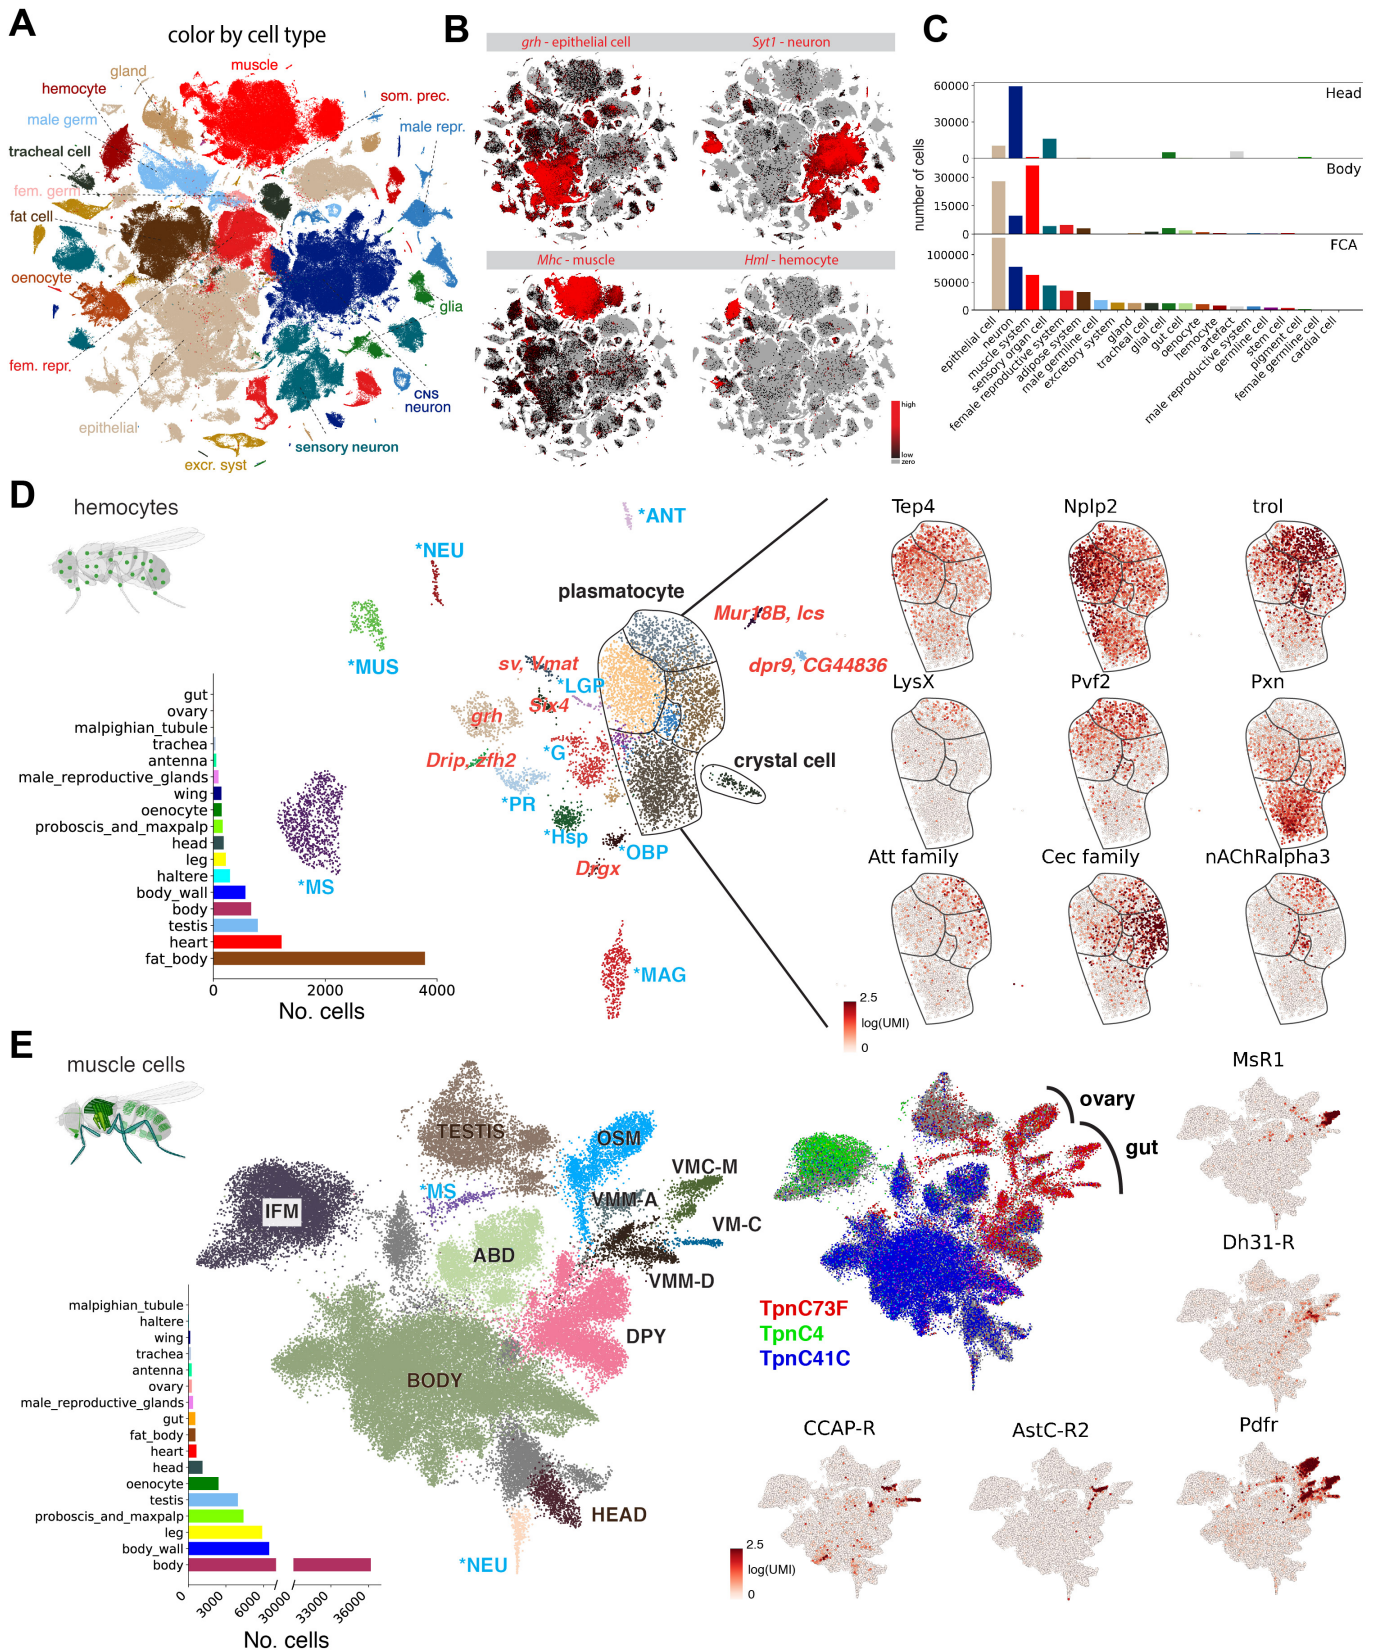 A
color by cell type
gland
muscle
hemocyte
som. prec.
male germ
male repr.
tracheal cell
fem. germ
fat cell
oenocyte
glia
fem. repr.
CNS
neuron
epithelial
sensory neuron
excr. syst
B
grh - epithelial cell
Syt1 - neuron
Mhc - muscle
Hml - hemocyte
high
low
zero
C
number of cells
60000
30000
0
Head
30000
15000
0
Body
100000
50000
0
FCA
epithelial cell
neuron
muscle system
sensory organ cell
female reproductive system
adipose system
male germline cell
excretory system
gland
tracheal cell
glial cell
gut cell
oenocyte
hemocyte
artefact
male reproductive system
germline cell
stem cell
pigment cell
female germline cell
cardial cell
D
hemocytes
*ANT
*NEU
plasmatocyte
Mur18B, lcs
*MUS
sv, Vmat
dpr9, CG44836
*LGP
Six4
grh
*G
Drip, zfh2
crystal cell
*PR
*Hsp
*OBP
Drgx
*MS
*MAG
gut
ovary
malpighian_tubule
trachea
antenna
male_reproductive_glands
wing
oenocyte
proboscis_and_maxpalp
head
leg
haltere
body_wall
body
testis
heart
fat_body
0
2000
4000
No. cells
Tep4
Nplp2
trol
LysX
Pvf2
Pxn
Att family
Cec family
nAChRalpha3
2.5
log(UMI)
0
E
muscle cells
TESTIS
OSM
*MS
VMC-M
VMM-A
IFM
VM-C
ABD
VMM-D
DPY
BODY
HEAD
*NEU
malpighian_tubule
haltere
wing
trachea
antenna
ovary
male_reproductive_glands
gut
fat_body
heart
head
oenocyte
testis
proboscis_and_maxpalp
leg
body_wall
body
0
3000
6000
30000
33000
36000
No. cells
ovary
gut
TpnC73F
TpnC4
TpnC41C
MsR1
Dh31-R
CCAP-R
AstC-R2
Pdfr
2.5
log(UMI)
0